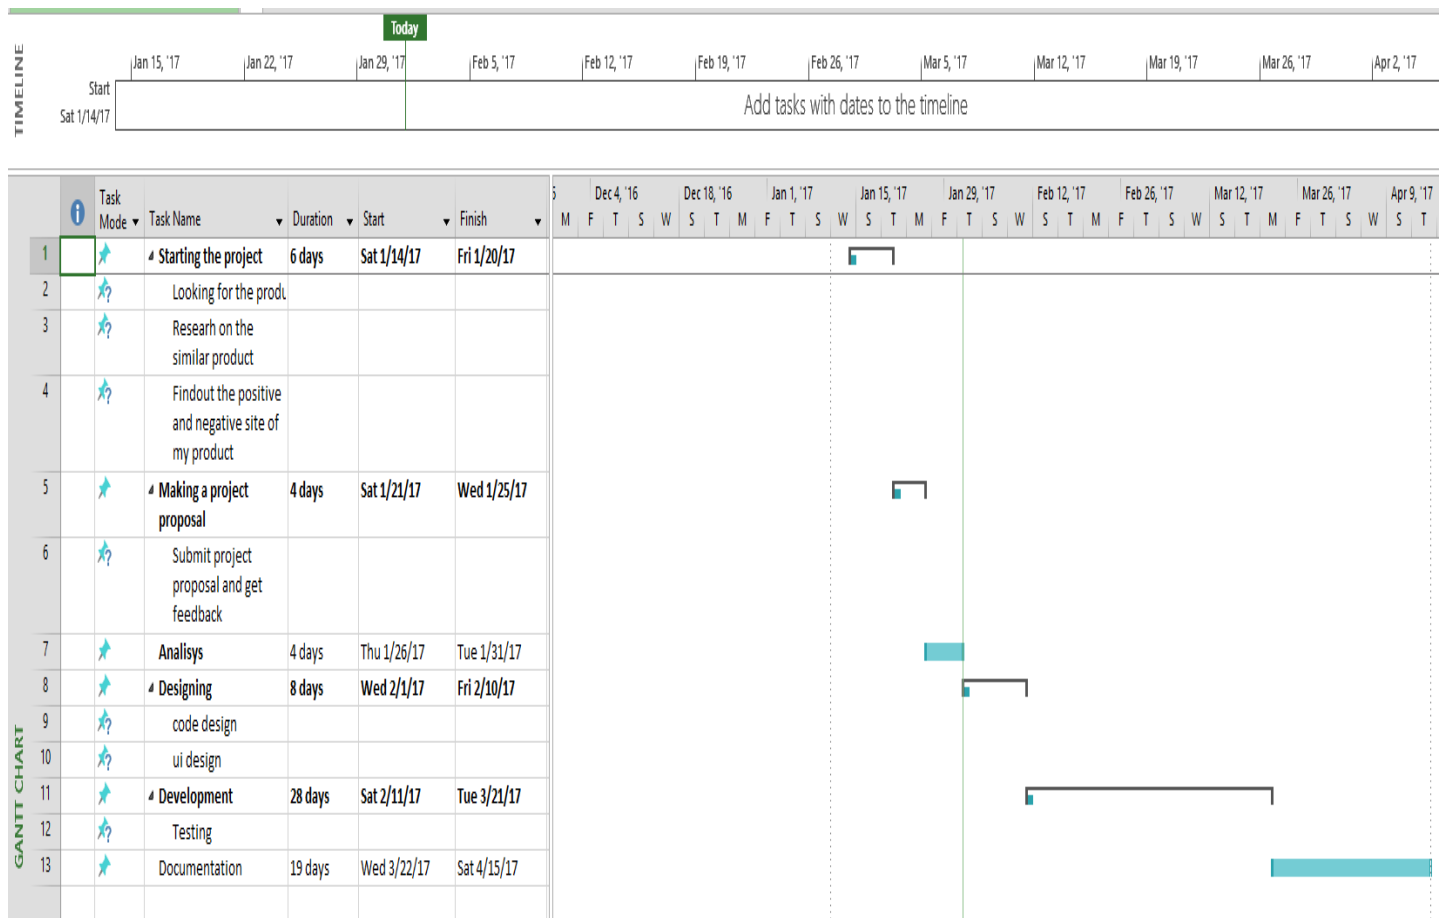 Today
TIMELINE
Jan 15, '17 Jan 22, '17 Jan 29, '17 Feb 5, '17 Feb 12, '17 Feb 19, '17 Feb 26, '17 Mar 5, '17 Mar 12, '17 Mar 19, '17 Mar 26, '17 Apr 2, '17
Start
Sat 1/14/17
Add tasks with dates to the timeline
GANTT CHART
Task Mode Task Name Duration Start Finish
5 Dec 4, '16 Dec 18, '16 Jan 1, '17 Jan 15, '17 Jan 29, '17 Feb 12, '17 Feb 26, '17 Mar 12, '17 Mar 26, '17 Apr 9, '17
M F T S W S T M F T S W S T M F T S W S T M F T S W S T M F T S W S T
1 Starting the project 6 days Sat 1/14/17 Fri 1/20/17
2 Looking for the produ
3 Researh on the
similar product
4 Findout the positive
and negative site of
my product
5 Making a project 4 days Sat 1/21/17 Wed 1/25/17
proposal
6 Submit project
proposal and get
feedback
7 Analisys 4 days Thu 1/26/17 Tue 1/31/17
8 Designing 8 days Wed 2/1/17 Fri 2/10/17
9 code design
10 ui design
11 Development 28 days Sat 2/11/17 Tue 3/21/17
12 Testing
13 Documentation 19 days Wed 3/22/17 Sat 4/15/17